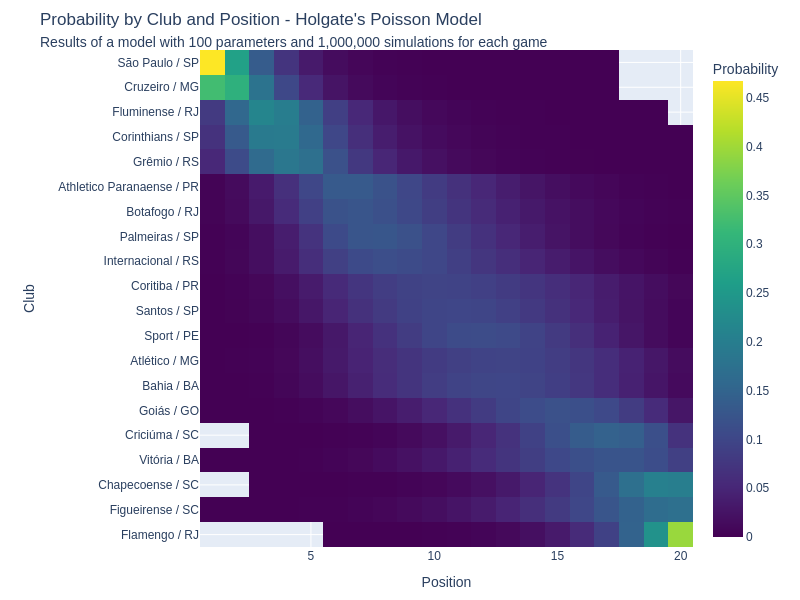 Probability by Club and Position - Holgate's Poisson Model
Results of a model with 100 parameters and 1,000,000 simulations for each game
Probability
São Paulo / SP
Cruzeiro / MG
Fluminense / RJ
Corinthians / SP
Grêmio / RS
Athletico Paranaense / PR
Botafogo / RJ
Palmeiras / SP
Internacional / RS
Coritiba / PR
Santos / SP
Sport / PE
Atlético / MG
Bahia / BA
Goiás / GO
Criciúma / SC
Vitória / BA
Chapecoense / SC
Figueirense / SC
Flamengo / RJ
Club
5
10
15
20
Position
0.45
0.4
0.35
0.3
0.25
0.2
0.15
0.1
0.05
0